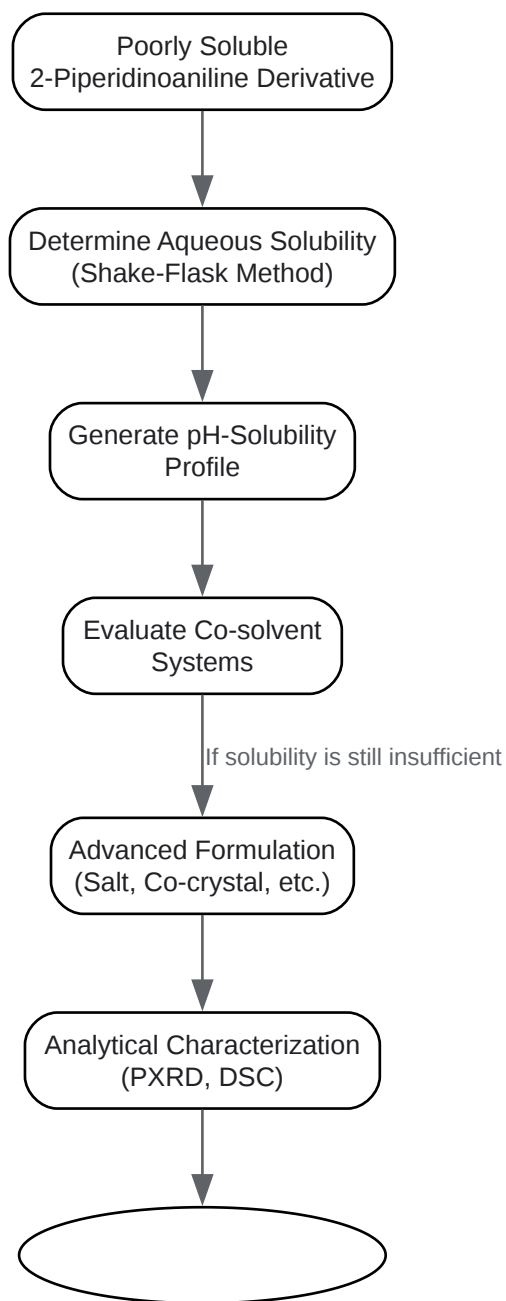 Poorly Soluble
2-Piperidinoaniline Derivative
Determine Aqueous Solubility
(Shake-Flask Method)
Generate pH-Solubility
Profile
Evaluate Co-solvent
Systems
If solubility is still insufficient
Advanced Formulation
(Salt, Co-crystal, etc.)
Analytical Characterization
(PXRD, DSC)